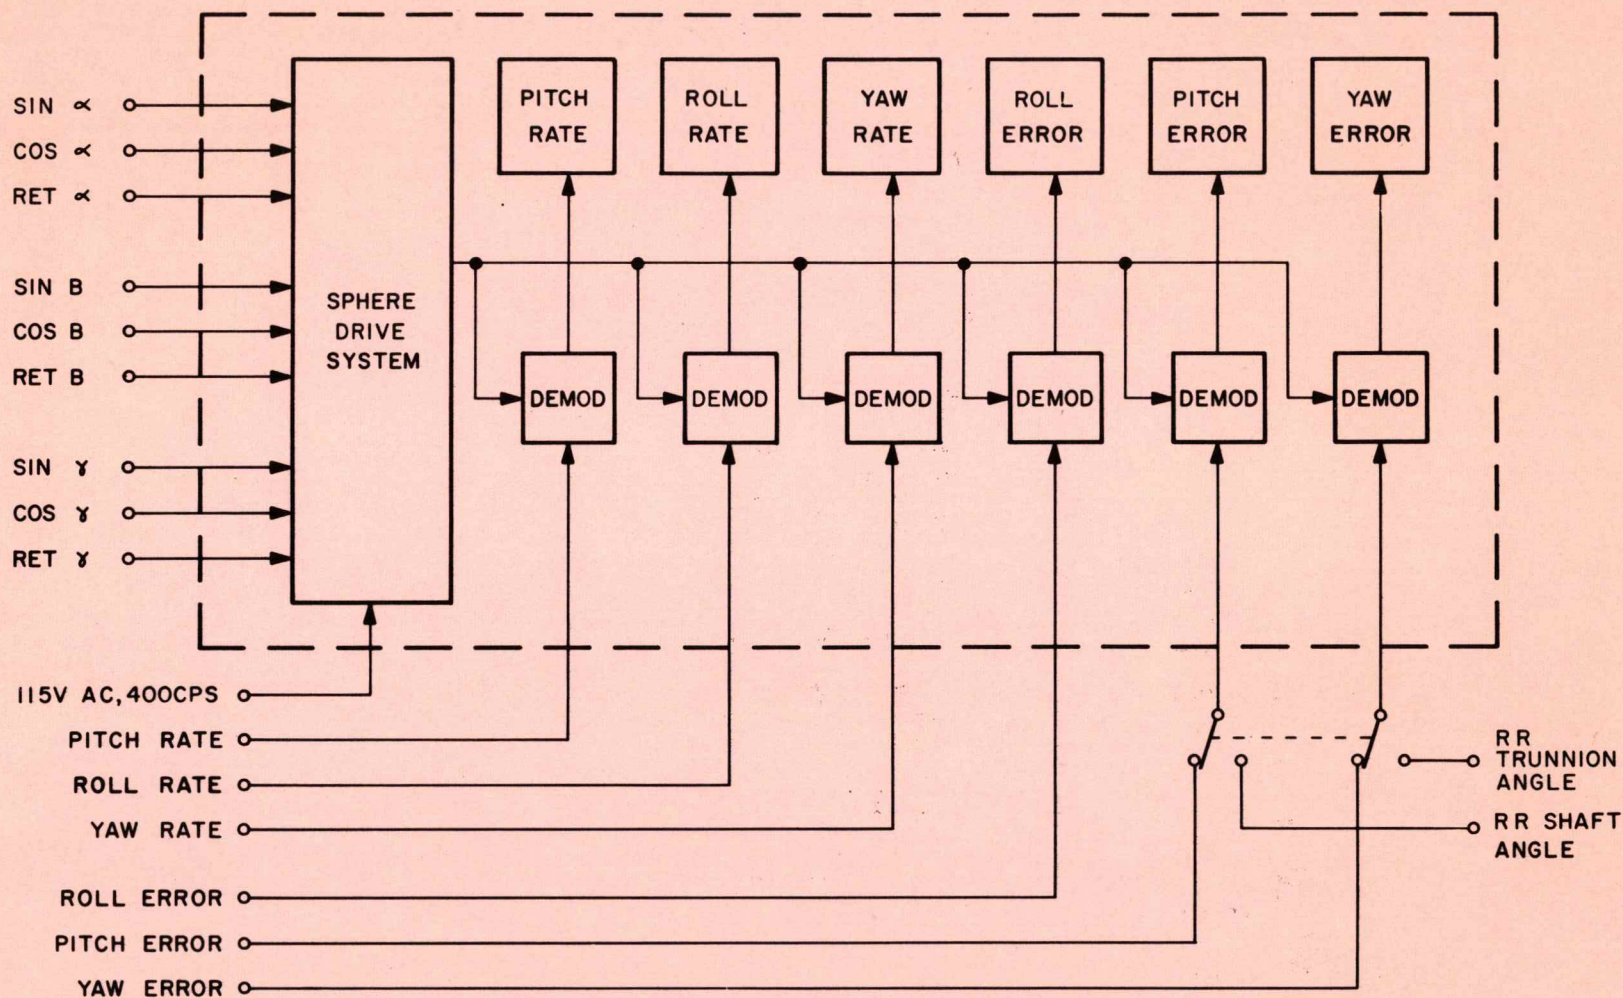 SIN ∝
COS ∝
RET ∝
SIN B
COS B
RET B
SIN ɣ
COS ɣ
RET ɣ
SPHERE
DRIVE
SYSTEM
PITCH
RATE
ROLL
RATE
YAW
RATE
ROLL
ERROR
PITCH
ERROR
YAW
ERROR
DEMOD
DEMOD
DEMOD
DEMOD
DEMOD
DEMOD
115V AC, 400CPS
PITCH RATE
ROLL RATE
YAW RATE
ROLL ERROR
PITCH ERROR
YAW ERROR
RR
TRUNNION
ANGLE
RR SHAFT
ANGLE